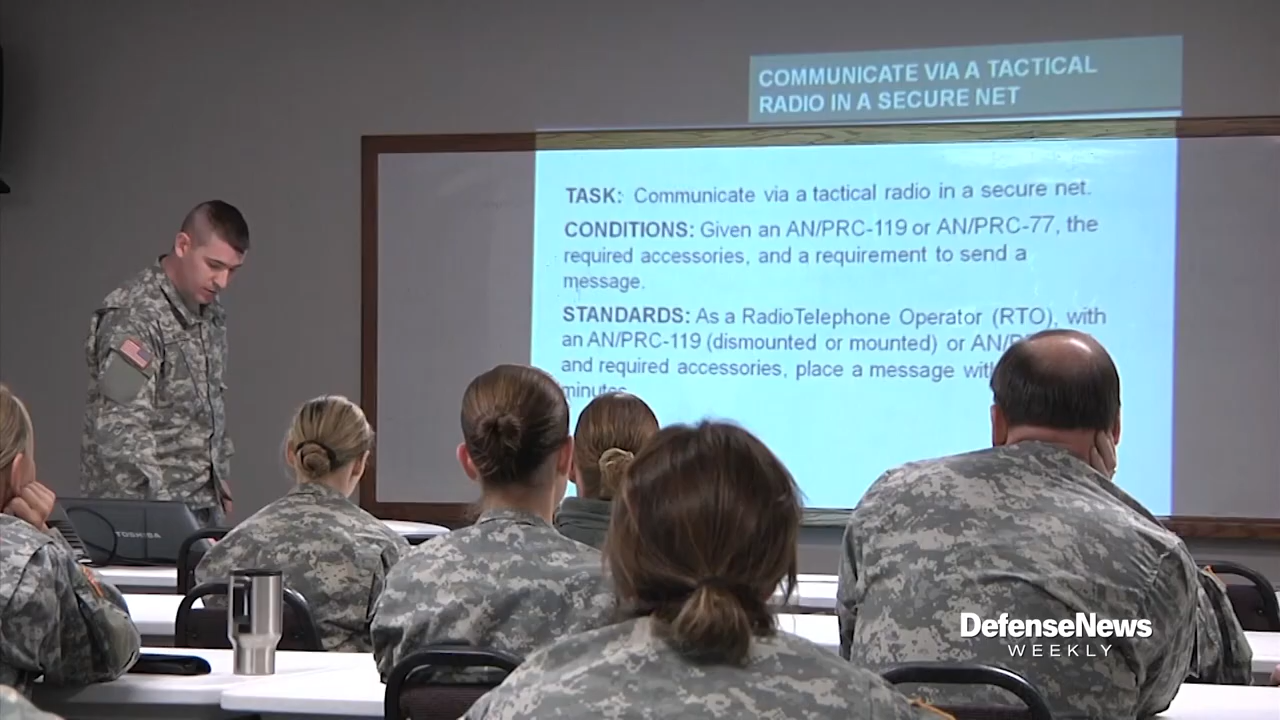 COMMUNICATE VIA A TACTICAL
RADIO IN A SECURE NET
TASK: Communicate via a tactical radio in a secure net.
CONDITIONS: Given an AN/PRC-119 or AN/PRC-77, the
required accessories, and a requirement to send a
message.
STANDARDS: As a RadioTelephone Operator (RTO), with
an AN/PRC-119 (dismounted or mounted) or
and required accessories, place a message
minutes
TOSHIBA
DefenseNews
WEEKLY